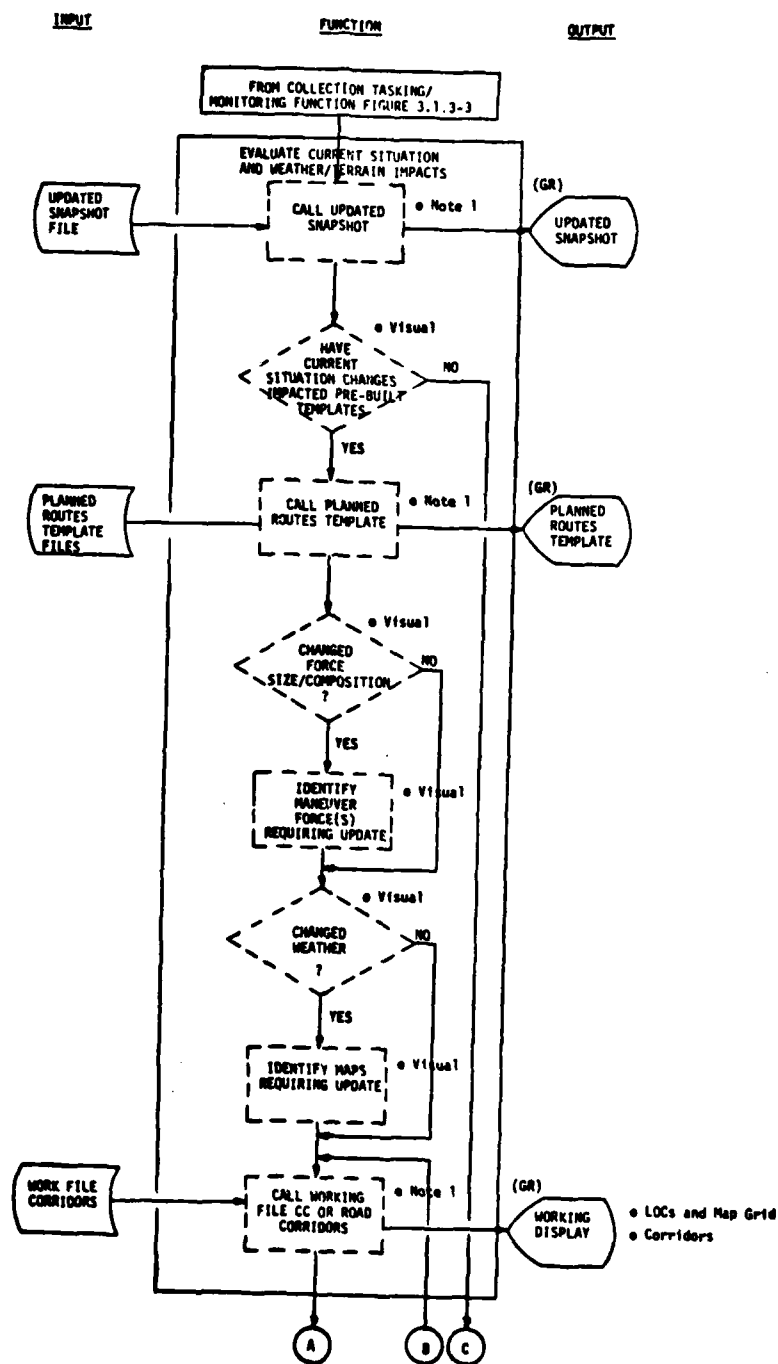 INPUT
FUNCTION
OUTPUT
FROM COLLECTION TASKING/
MONITORING FUNCTION FIGURE 3.1.3-3
EVALUATE CURRENT SITUATION
AND WEATHER/TERRAIN IMPACTS
UPDATED
SNAPSHOT
FILE
CALL UPDATED
SNAPSHOT
● Note 1
(GR)
UPDATED
SNAPSHOT
● Visual
HAVE
CURRENT
SITUATION CHANGES
IMPACTED PRE-BUILT
TEMPLATES
NO
YES
PLANNED
ROUTES
TEMPLATE
FILES
CALL PLANNED
ROUTES TEMPLATE
● Note 1
(GR)
PLANNED
ROUTES
TEMPLATE
● Visual
CHANGED
FORCE
SIZE/COMPOSITION
?
NO
YES
IDENTIFY
MANEUVER
FORCE(S)
REQUIRING UPDATE
● Visual
● Visual
CHANGED
WEATHER
?
NO
YES
IDENTIFY MAPS
REQUIRING UPDATE
● Visual
WORK FILE
CORRIDORS
CALL WORKING
FILE CC OR ROAD
CORRIDORS
● Note 1
(GR)
WORKING
DISPLAY
● LOCs and Map Grid
● Corridors
A
B
C